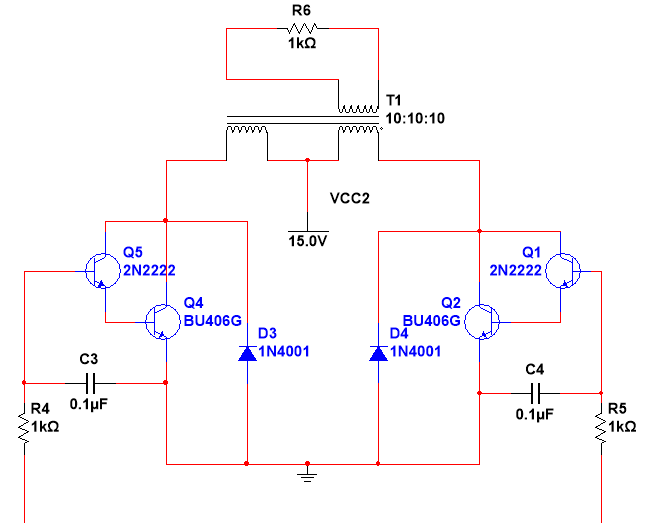 R6
1kΩ
T1
10:10:10
VCC2
15.0V
Q5
2N2222
Q1
2N2222
Q4
BU406G
Q2
BU406G
D3
1N4001
D4
1N4001
C3
0.1µF
C4
0.1µF
R4
1kΩ
R5
1kΩ